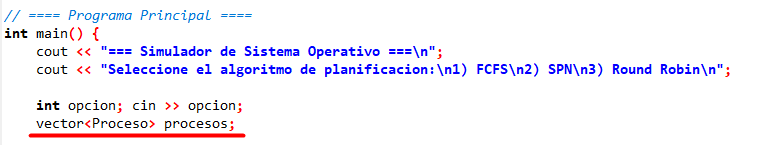 // ==== Programa Principal ====
int main() {
cout << "=== Simulador de Sistema Operativo ===\n";
cout << "Seleccione el algoritmo de planificacion:\n1) FCFS\n2) SPN\n3) Round Robin\n";
int opcion; cin >> opcion;
vector<Proceso> procesos;